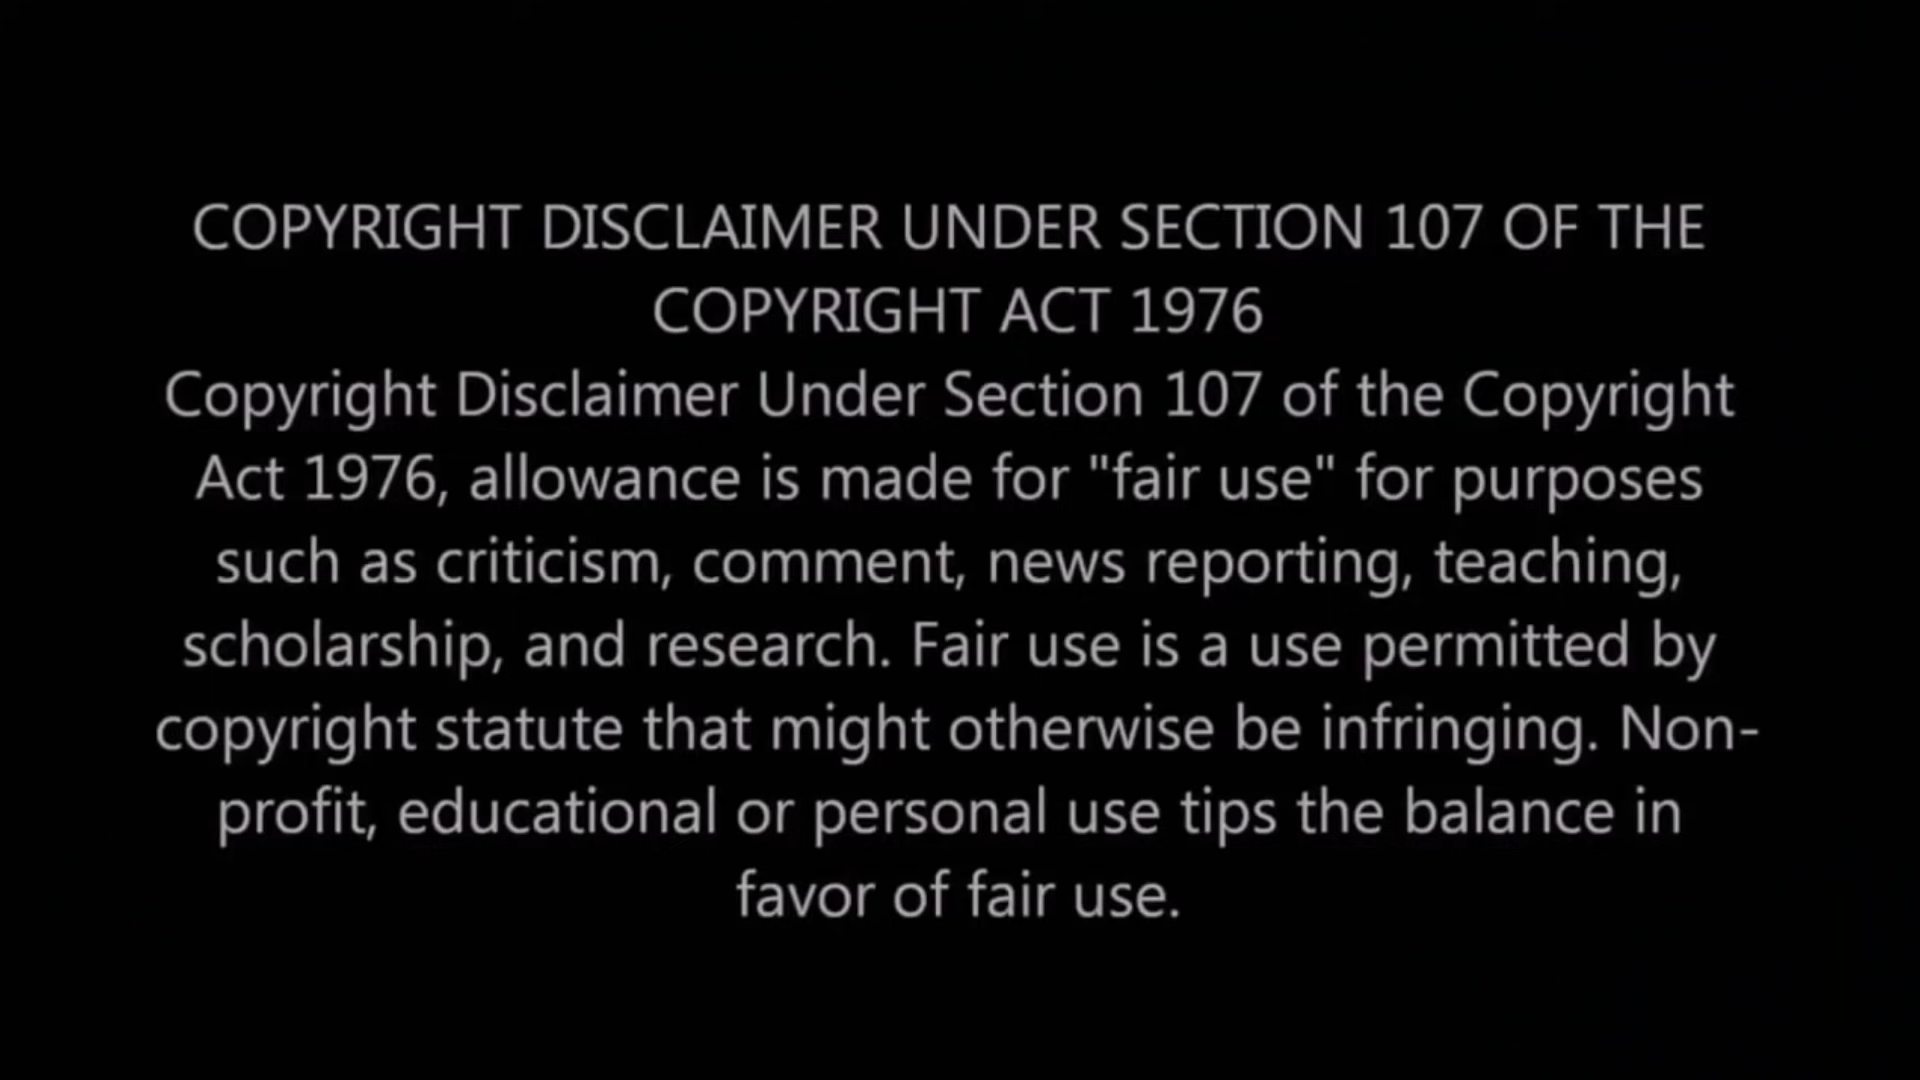 COPYRIGHT DISCLAIMER UNDER SECTION 107 OF THE
COPYRIGHT ACT 1976
Copyright Disclaimer Under Section 107 of the Copyright
Act 1976, allowance is made for "fair use" for purposes
such as criticism, comment, news reporting, teaching,
scholarship, and research. Fair use is a use permitted by
copyright statute that might otherwise be infringing. Non-
profit, educational or personal use tips the balance in
favor of fair use.